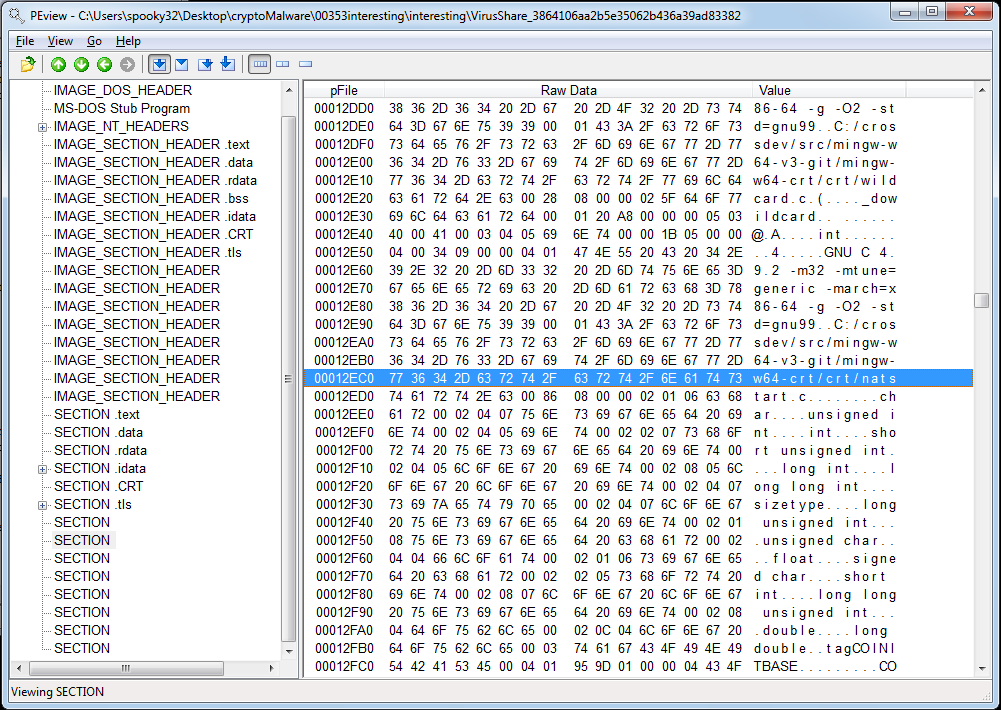 PEview - C:\Users\spooky32\Desktop\cryptoMalware\00353interesting\interesting\VirusShare_3864106aa2b5e35062b436a39ad83382
File View Go Help
IMAGE_DOS_HEADER
MS-DOS Stub Program
IMAGE_NT_HEADERS
IMAGE_SECTION_HEADER .text
IMAGE_SECTION_HEADER .data
IMAGE_SECTION_HEADER .rdata
IMAGE_SECTION_HEADER .bss
IMAGE_SECTION_HEADER .idata
IMAGE_SECTION_HEADER .CRT
IMAGE_SECTION_HEADER .tls
IMAGE_SECTION_HEADER
IMAGE_SECTION_HEADER
IMAGE_SECTION_HEADER
IMAGE_SECTION_HEADER
IMAGE_SECTION_HEADER
IMAGE_SECTION_HEADER
IMAGE_SECTION_HEADER
IMAGE_SECTION_HEADER
SECTION .text
SECTION .data
SECTION .rdata
SECTION .idata
SECTION .CRT
SECTION .tls
SECTION
SECTION
SECTION
SECTION
SECTION
SECTION
SECTION
SECTION
pFile Raw Data Value
00012DD0 38 36 2D 36 34 20 2D 67 20 2D 4F 32 20 2D 73 74 86-64 -g -O2 -st
00012DE0 64 3D 67 6E 75 39 39 00 01 43 3A 2F 63 72 6F 73 d=gnu99..C:/cros
00012DF0 73 64 65 76 2F 73 72 63 2F 6D 69 6E 67 77 2D 77 sdev/src/mingw-w
00012E00 36 34 2D 76 33 2D 67 69 74 2F 6D 69 6E 67 77 2D 64-v3-git/mingw-
00012E10 77 36 34 2D 63 72 74 2F 63 72 74 2F 77 69 6C 64 w64-crt/crt/wild
00012E20 63 61 72 64 2E 63 00 28 08 00 00 02 5F 64 6F 77 card.c.(...._dow
00012E30 69 6C 64 63 61 72 64 00 01 20 A8 00 00 00 05 03 ildcard.. ......
00012E40 40 00 41 00 03 04 05 69 6E 74 00 00 1B 05 00 00 @.A....int......
00012E50 04 00 34 09 00 00 04 01 47 4E 55 20 43 20 34 2E ..4.....GNU C 4.
00012E60 39 2E 32 20 2D 6D 33 32 20 2D 6D 74 75 6E 65 3D 9.2 -m32 -mtune=
00012E70 67 65 6E 65 72 69 63 20 2D 6D 61 72 63 68 3D 78 generic -march=x
00012E80 38 36 2D 36 34 20 2D 67 20 2D 4F 32 20 2D 73 74 86-64 -g -O2 -st
00012E90 64 3D 67 6E 75 39 39 00 01 43 3A 2F 63 72 6F 73 d=gnu99..C:/cros
00012EA0 73 64 65 76 2F 73 72 63 2F 6D 69 6E 67 77 2D 77 sdev/src/mingw-w
00012EB0 36 34 2D 76 33 2D 67 69 74 2F 6D 69 6E 67 77 2D 64-v3-git/mingw-
00012EC0 77 36 34 2D 63 72 74 2F 63 72 74 2F 6E 61 74 73 w64-crt/crt/nats
00012ED0 74 61 72 74 2E 63 00 86 08 00 00 02 01 06 63 68 tart.c........ch
00012EE0 61 72 00 02 04 07 75 6E 73 69 67 6E 65 64 20 69 ar....unsigned i
00012EF0 6E 74 00 02 04 05 69 6E 74 00 02 02 07 73 68 6F nt....int....sho
00012F00 72 74 20 75 6E 73 69 67 6E 65 64 20 69 6E 74 00 rt unsigned int.
00012F10 02 04 05 6C 6F 6E 67 20 69 6E 74 00 02 08 05 6C ...long int....l
00012F20 6F 6E 67 20 6C 6F 6E 67 20 69 6E 74 00 02 04 07 ong long int....
00012F30 73 69 7A 65 74 79 70 65 00 02 04 07 6C 6F 6E 67 sizetype....long
00012F40 20 75 6E 73 69 67 6E 65 64 20 69 6E 74 00 02 01 unsigned int...
00012F50 08 75 6E 73 69 67 6E 65 64 20 63 68 61 72 00 02 .unsigned char..
00012F60 04 04 66 6C 6F 61 74 00 02 01 06 73 69 67 6E 65 ..float....signe
00012F70 64 20 63 68 61 72 00 02 02 05 73 68 6F 72 74 20 d char....short
00012F80 69 6E 74 00 02 08 07 6C 6F 6E 67 20 6C 6F 6E 67 int....long long
00012F90 20 75 6E 73 69 67 6E 65 64 20 69 6E 74 00 02 08 unsigned int...
00012FA0 04 64 6F 75 62 6C 65 00 02 0C 04 6C 6F 6E 67 20 .double....long
00012FB0 64 6F 75 62 6C 65 00 03 74 61 67 43 4F 49 4E 49 double..tagCOINI
00012FC0 54 42 41 53 45 00 04 01 95 9D 01 00 00 04 43 4F TBASE.........CO
Viewing SECTION